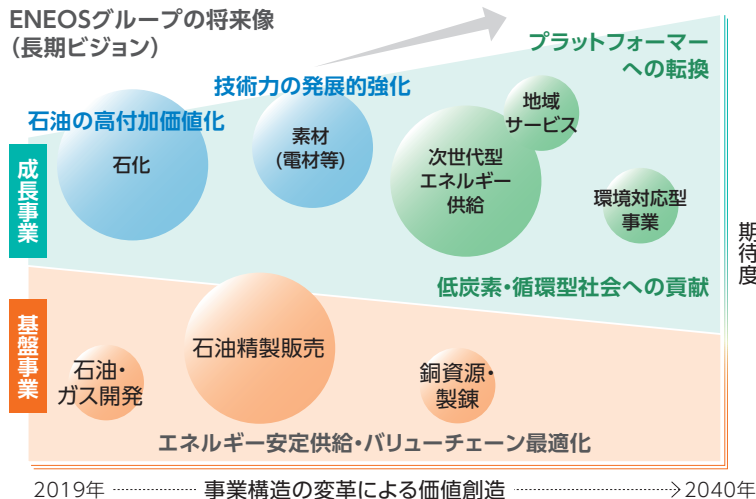 ENEOSグループの将来像
（長期ビジョン）
プラットフォーマー
への転換
技術力の発展的強化
石油の高付加価値化
地域
サービス
石化
素材
(電材等)
次世代型
エネルギー
供給
環境対応型
事業
成長事業
期待度
低炭素・循環型社会への貢献
基盤事業
石油・
ガス開発
石油精製販売
銅資源・
製錬
エネルギー安定供給・バリューチェーン最適化
2019年 事業構造の変革による価値創造 2040年